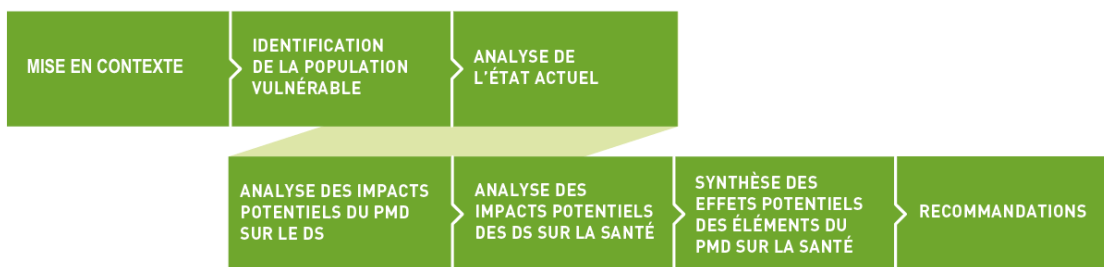 MISE EN CONTEXTE
IDENTIFICATION
DE LA POPULATION
VULNÉRABLE
ANALYSE DE
L'ÉTAT ACTUEL
ANALYSE DES IMPACTS
POTENTIELS DU PMD
SUR LE DS
ANALYSE DES
IMPACTS POTENTIELS
DES DS SUR LA SANTÉ
SYNTHÈSE DES
EFFETS POTENTIELS
DES ÉLÉMENTS DU
PMD SUR LA SANTÉ
RECOMMANDATIONS